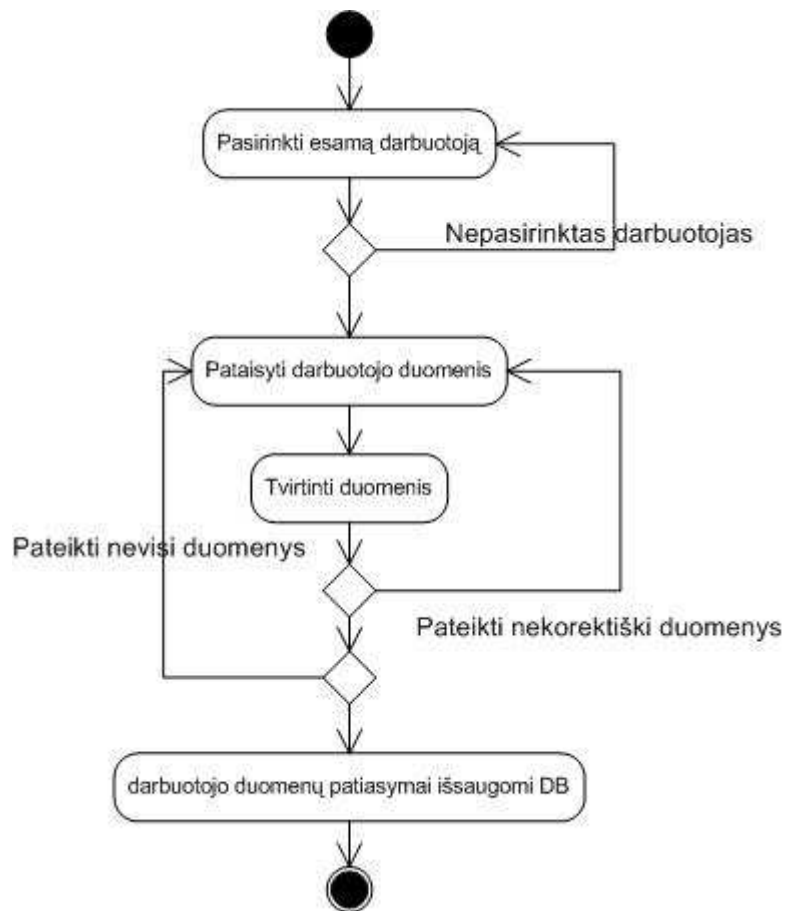 Pasirinkti esamą darbuotoją
Nepasirinktas darbuotojas
Pataisyti darbuotojo duomenis
Tvirtinti duomenis
Pateikti nevisi duomenys
Pateikti nekorektiški duomenys
darbuotojo duomenų patiasymai išsaugomi DB